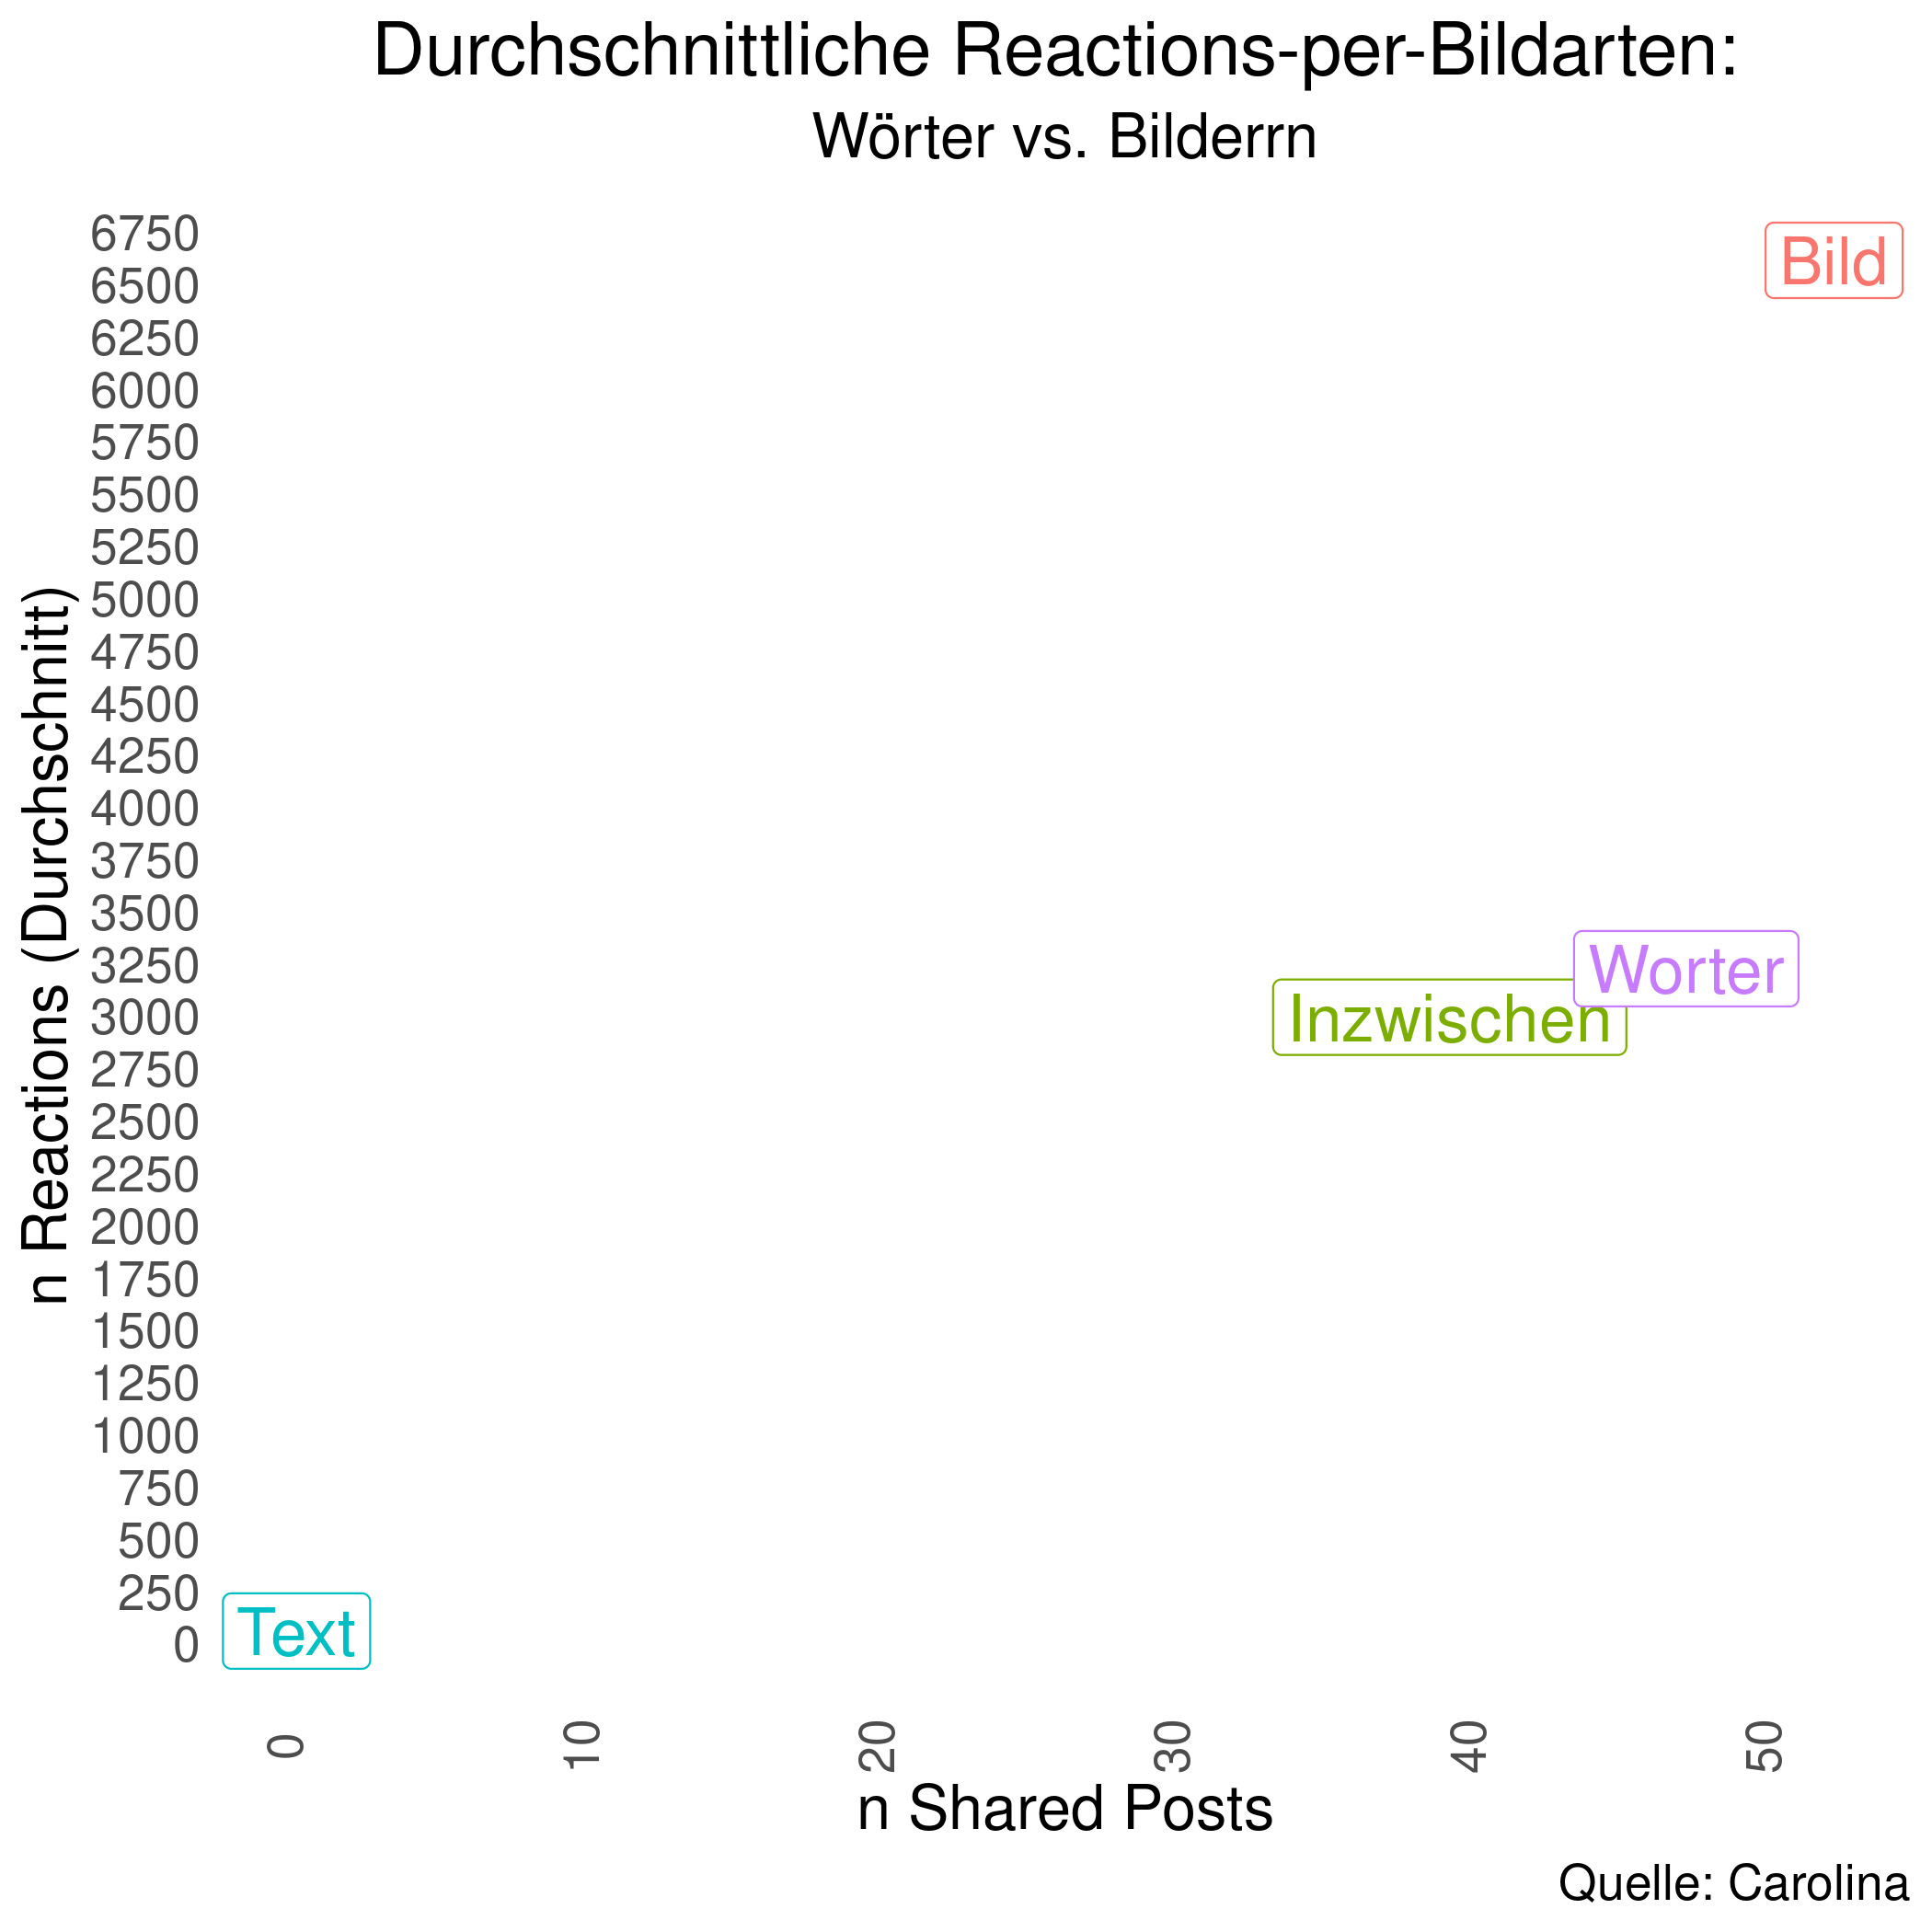 Durchschnittliche Reactions-per-Bildarten:
Wörter vs. Bilderrn
n Reactions (Durchschnitt)
6750
6500
6250
6000
5750
5500
5250
5000
4750
4500
4250
4000
3750
3500
3250
3000
2750
2500
2250
2000
1750
1500
1250
1000
750
500
250
0
Bild
Worter
Inzwischen
Text
0 10 20 30 40 50
n Shared Posts
Quelle: Carolina